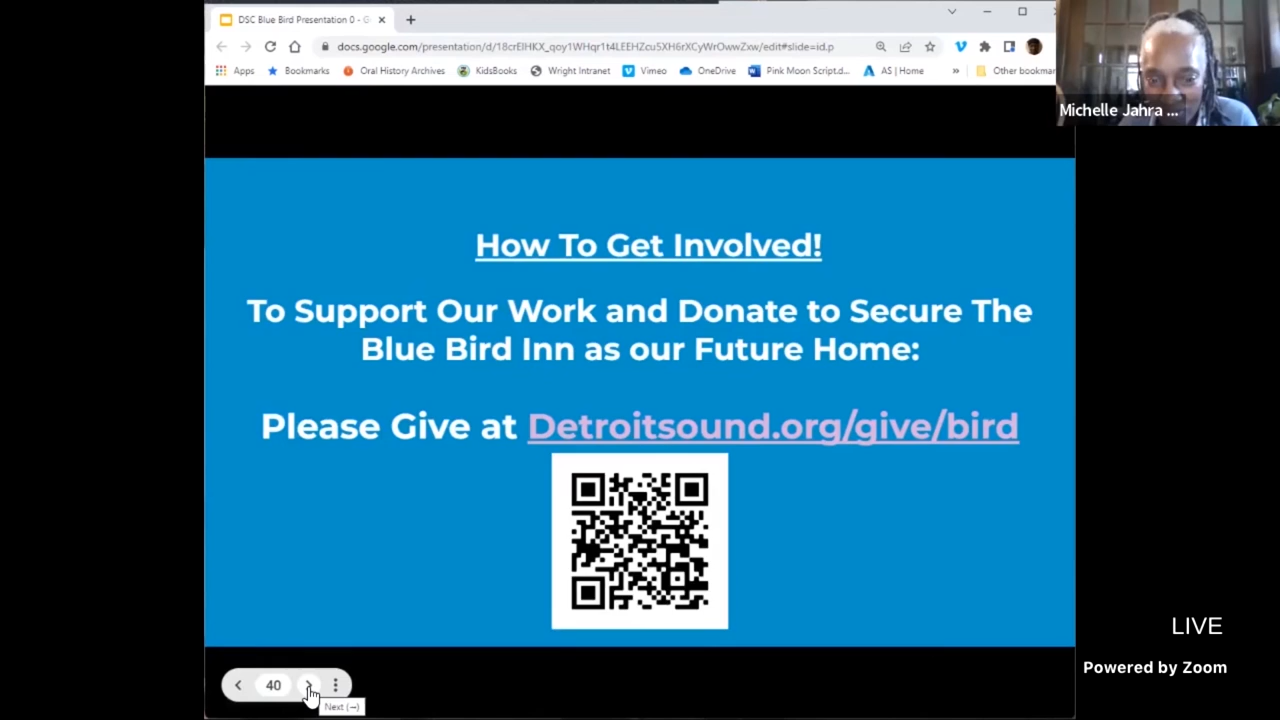 DSC Blue Bird Presentation 0 - G
docs.google.com/presentation/d/18crElHKX_qoy1WHqr1t4LEEHZcu5XH6rXCyWrOwwZxw/edit#slide=id.p
Apps Bookmarks Oral History Archives KidsBooks Wright Intranet Vimeo OneDrive Pink Moon Script.d... AS | Home » Other bookmar
Michelle Jahra ...
How To Get Involved!
To Support Our Work and Donate to Secure The
Blue Bird Inn as our Future Home:
Please Give at Detroitsound.org/give/bird
LIVE
Powered by Zoom
40
Next (→)